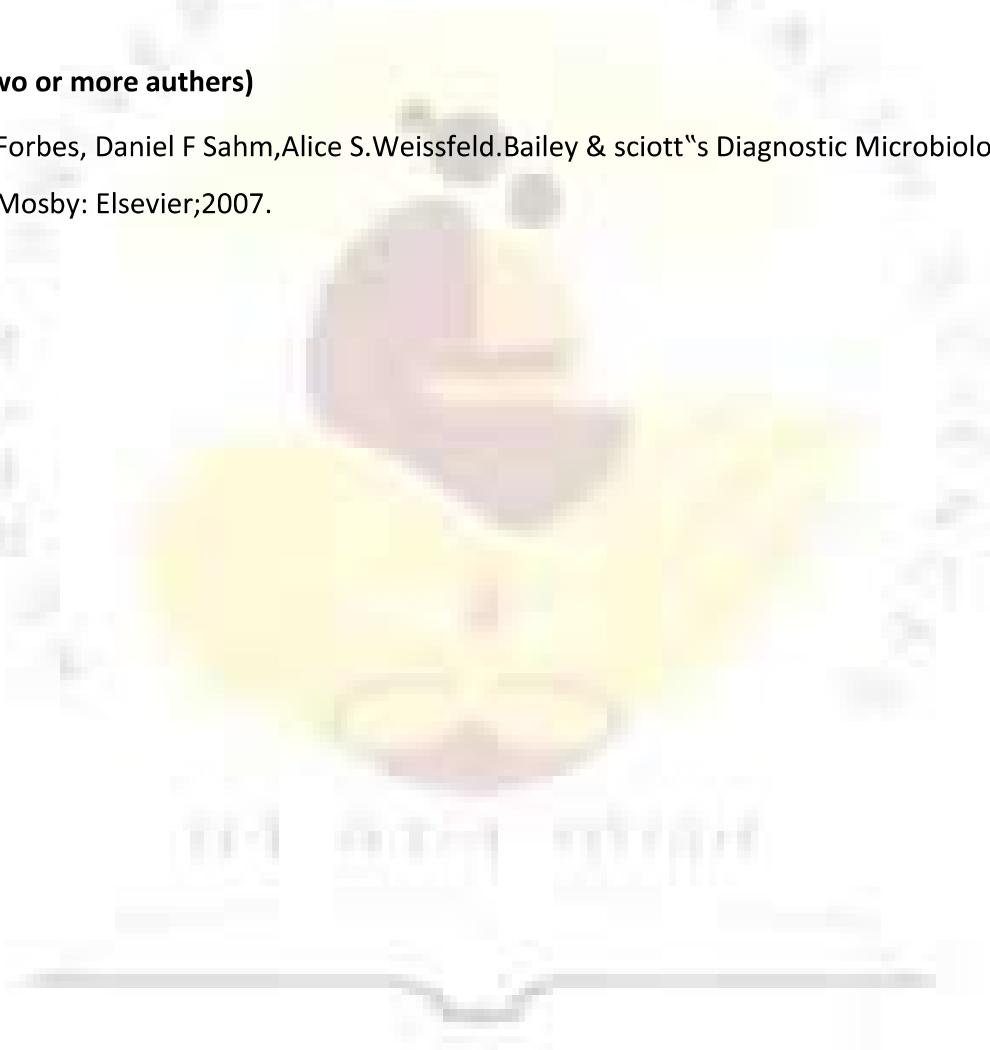 wo or more authers)
Forbes, Daniel F Sahm,Alice S.Weissfeld.Bailey & sciott‟s Diagnostic Microbiolo
Mosby: Elsevier;2007.